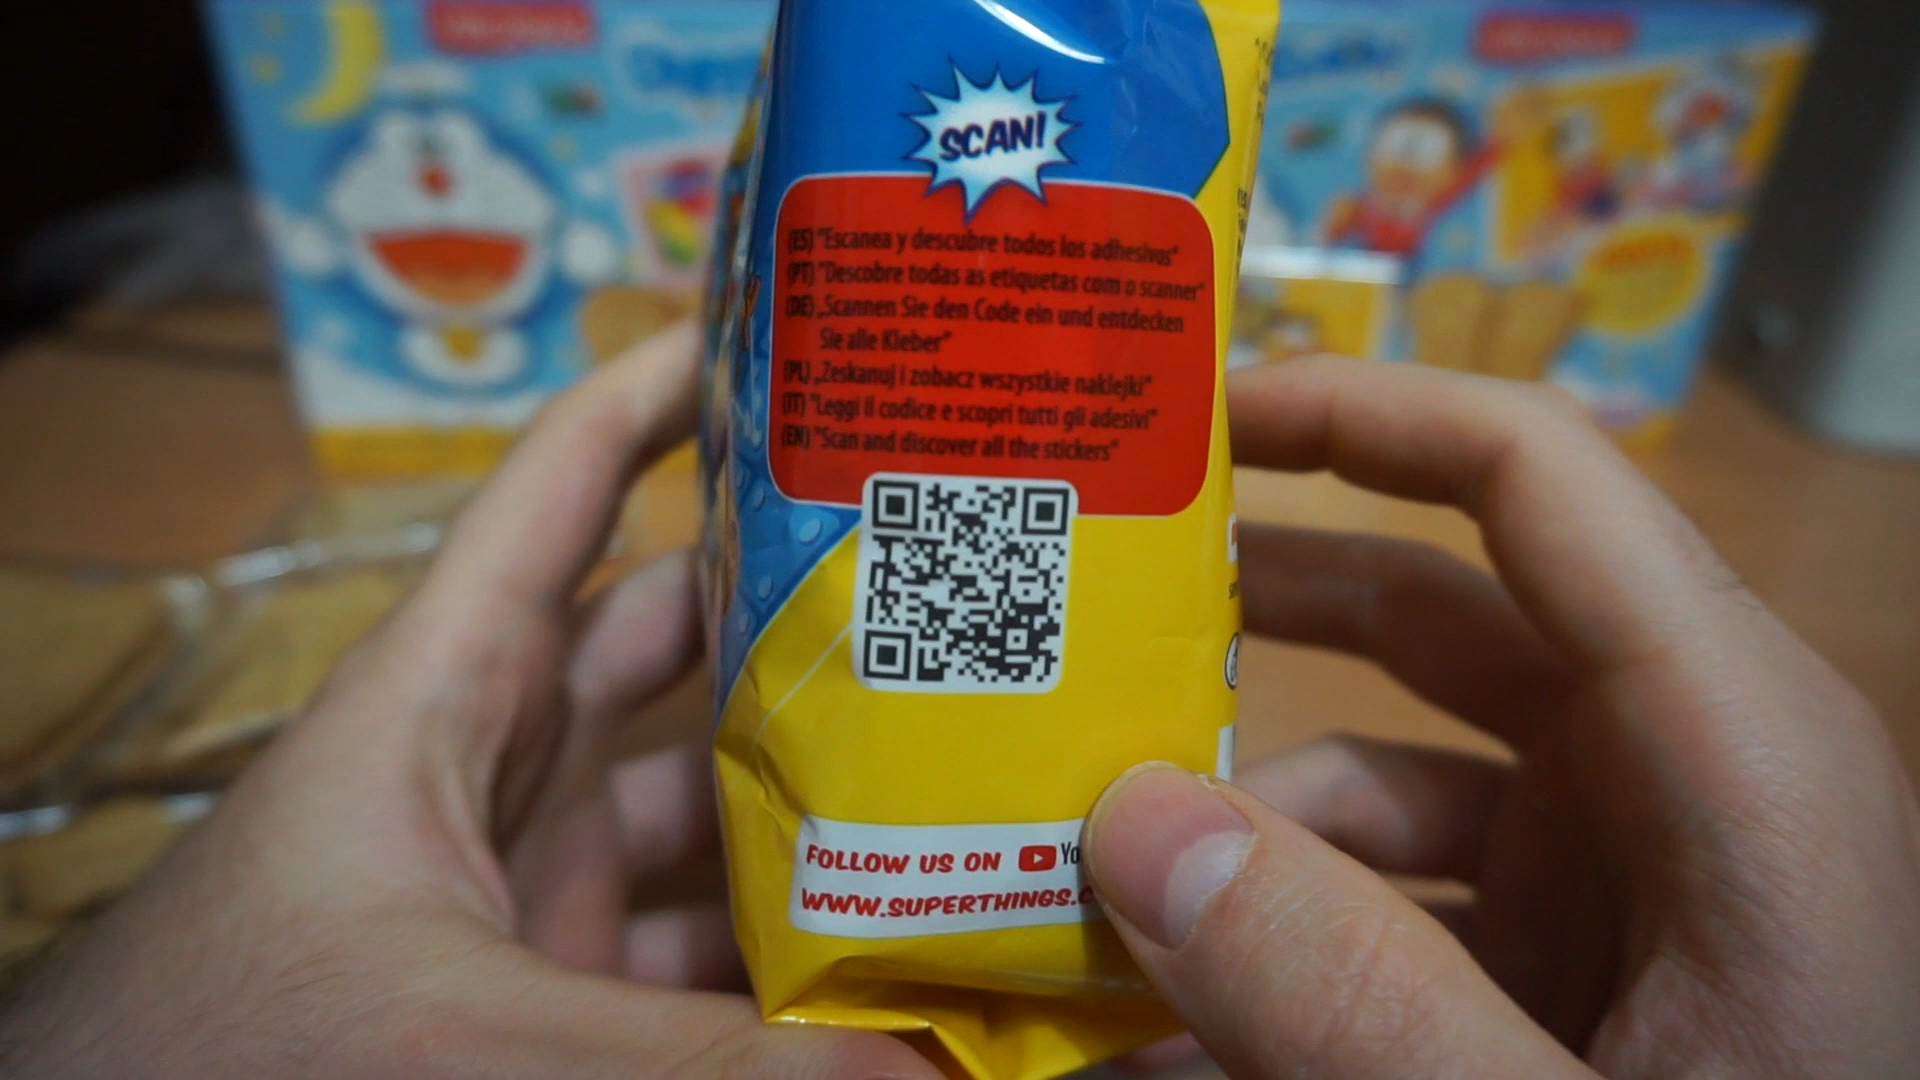 SCAN!
(ES) "Escanea y descubre todos los adhesivos"
(PT) "Descobre todas as etiquetas com o scanner"
(DE) „Scannen Sie den Code ein und entdecken
Sie alle Kleber"
(PL) „Zeskanuj i zobacz wszystkie naklejki"
(IT) "Leggi il codice e scopri tutti gli adesivi"
(EN) "Scan and discover all the stickers"
FOLLOW US ON
WWW.SUPERTHINGS.